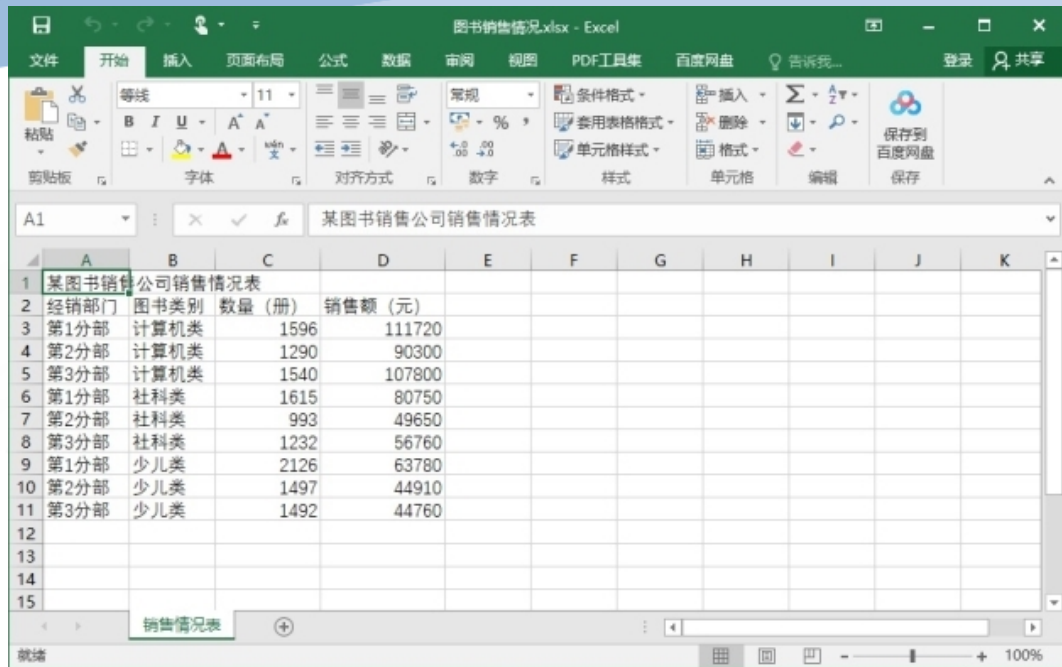 图书销售情况.xlsx - Excel
文件 开始 插入 页面布局 公式 数据 审阅 视图 PDF工具集 百度网盘 告诉我... 登录 共享
等线 11 常规 条件格式 插入
粘贴 B I U A A % 套用表格格式 删除 保存到 百度网盘
A wén 文 单元格样式 格式
剪贴板 字体 对齐方式 数字 样式 单元格 编辑 保存
A1 fx 某图书销售公司销售情况表
A B C D E F G H I J K
1 某图书销售公司销售情况表
2 经销部门 图书类别 数量（册） 销售额（元）
3 第1分部 计算机类 1596 111720
4 第2分部 计算机类 1290 90300
5 第3分部 计算机类 1540 107800
6 第1分部 社科类 1615 80750
7 第2分部 社科类 993 49650
8 第3分部 社科类 1232 56760
9 第1分部 少儿类 2126 63780
10 第2分部 少儿类 1497 44910
11 第3分部 少儿类 1492 44760
12
13
14
15
销售情况表
就绪 100%